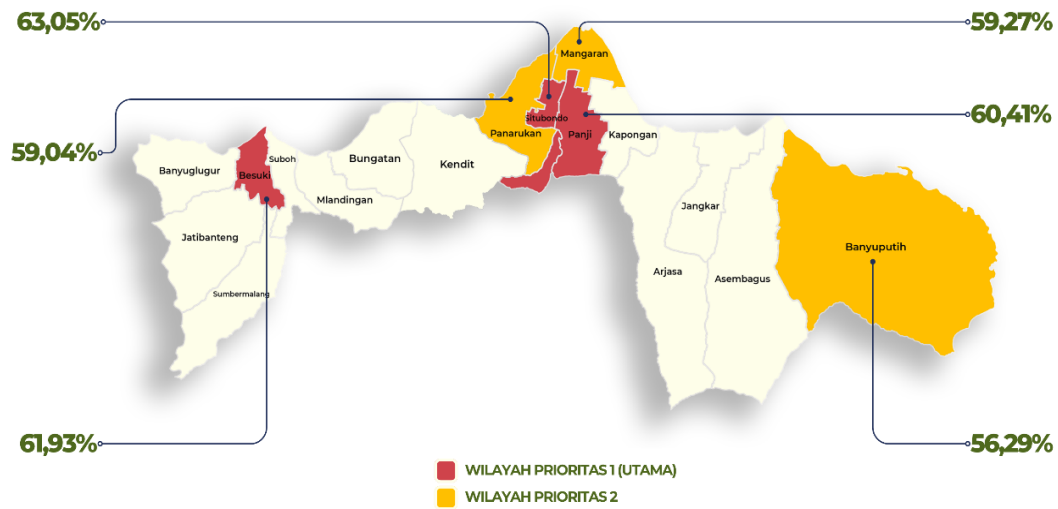 63,05%
59,27%
Mangaran
60,41%
Situbondo
Panji
Kapongan
Panarukan
59,04%
Suboh
Bungatan
Kendit
Banyuglugur
Besuki
Mlandingan
Jangkar
Jatibanteng
Banyuputih
Arjasa
Asembagus
Sumbermalang
61,93%
56,29%
WILAYAH PRIORITAS 1 (UTAMA)
WILAYAH PRIORITAS 2